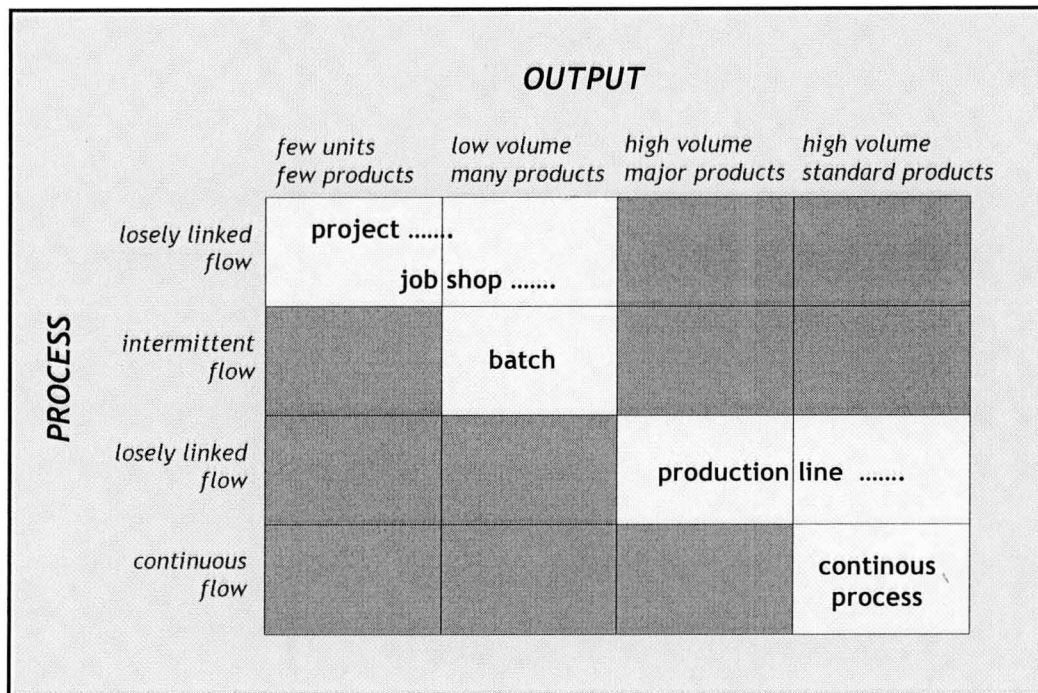 OUTPUT
few units
few products
low volume
many products
high volume
major products
high volume
standard products
PROCESS
losely linked
flow
project .......
job shop .......
intermittent
flow
batch
losely linked
flow
production line .......
continuous
flow
continous
process